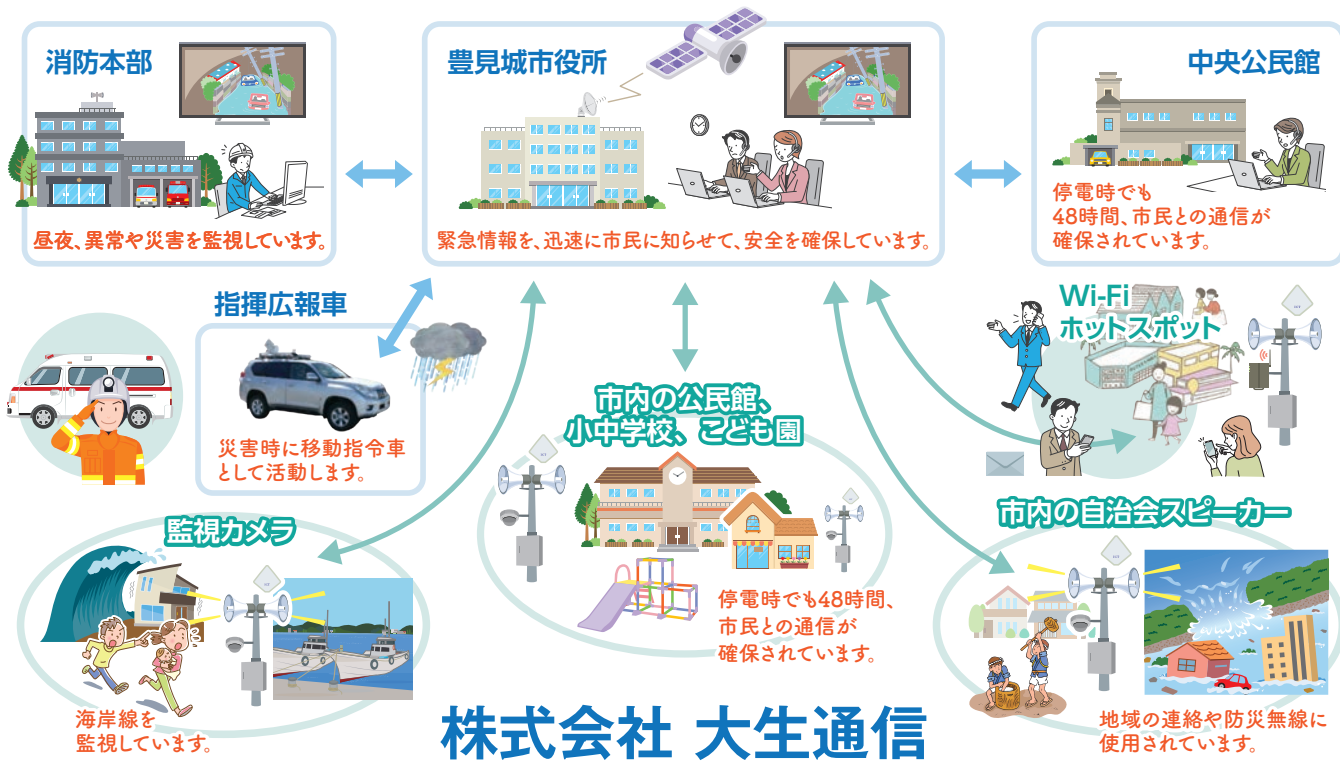 消防本部
昼夜、異常や災害を監視しています。
豊見城市役所
緊急情報を、迅速に市民に知らせて、安全を確保しています。
中央公民館
停電時でも
48時間、市民との通信が
確保されています。
指揮広報車
災害時に移動指令車
として活動します。
Wi-Fi
ホットスポット
市内の公民館、
小中学校、こども園
停電時でも48時間、
市民との通信が
確保されています。
監視カメラ
海岸線を
監視しています。
市内の自治会スピーカー
地域の連絡や防災無線に
使用されています。
株式会社 大生通信